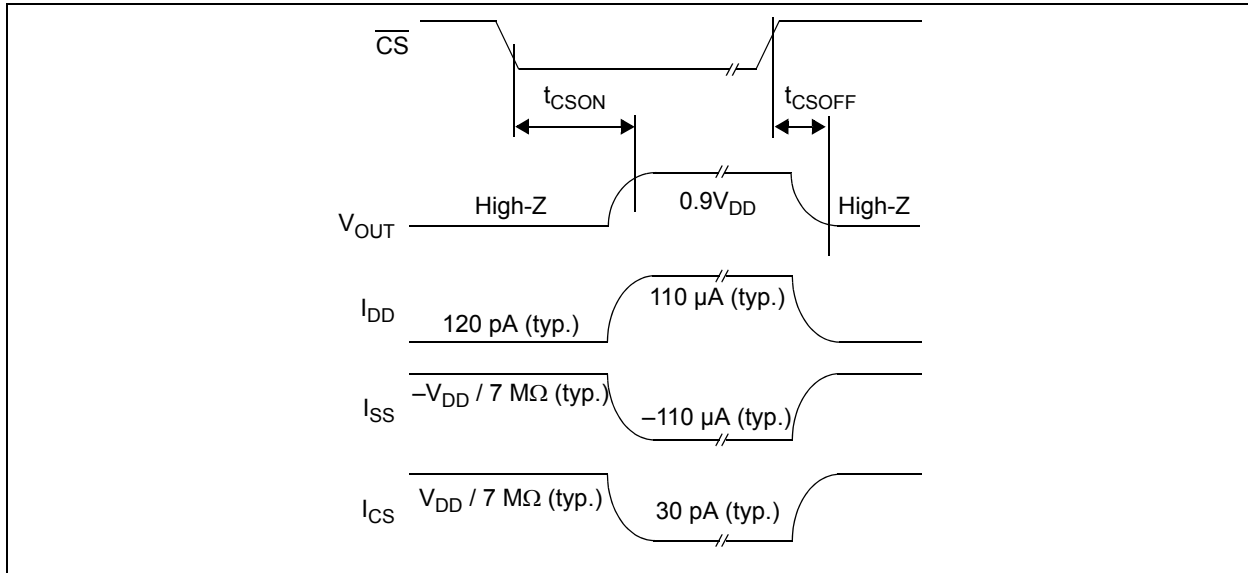 CS
tCSON
tCSOFF
VOUT
High-Z
0.9VDD
High-Z
IDD
120 pA (typ.)
110 µA (typ.)
ISS
–VDD / 7 MΩ (typ.)
–110 µA (typ.)
ICS
VDD / 7 MΩ (typ.)
30 pA (typ.)